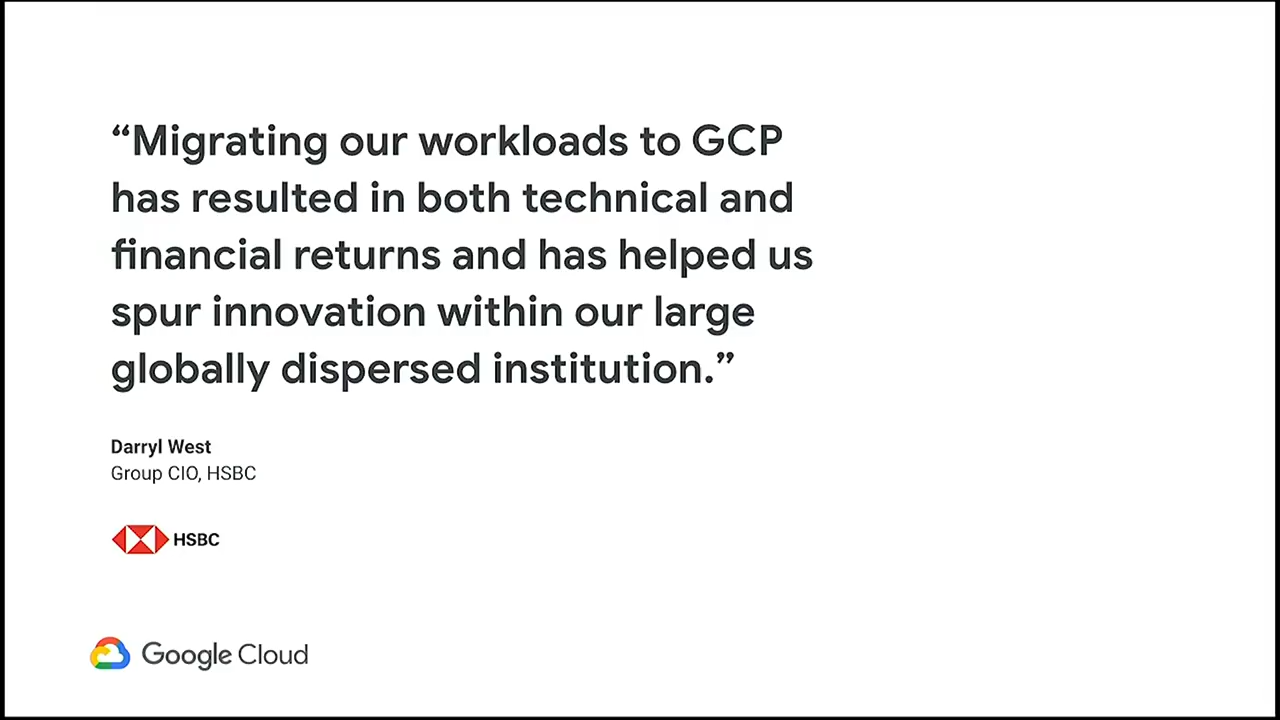 “Migrating our workloads to GCP
has resulted in both technical and
financial returns and has helped us
spur innovation within our large
globally dispersed institution.”
Darryl West
Group CIO, HSBC
HSBC
Google Cloud